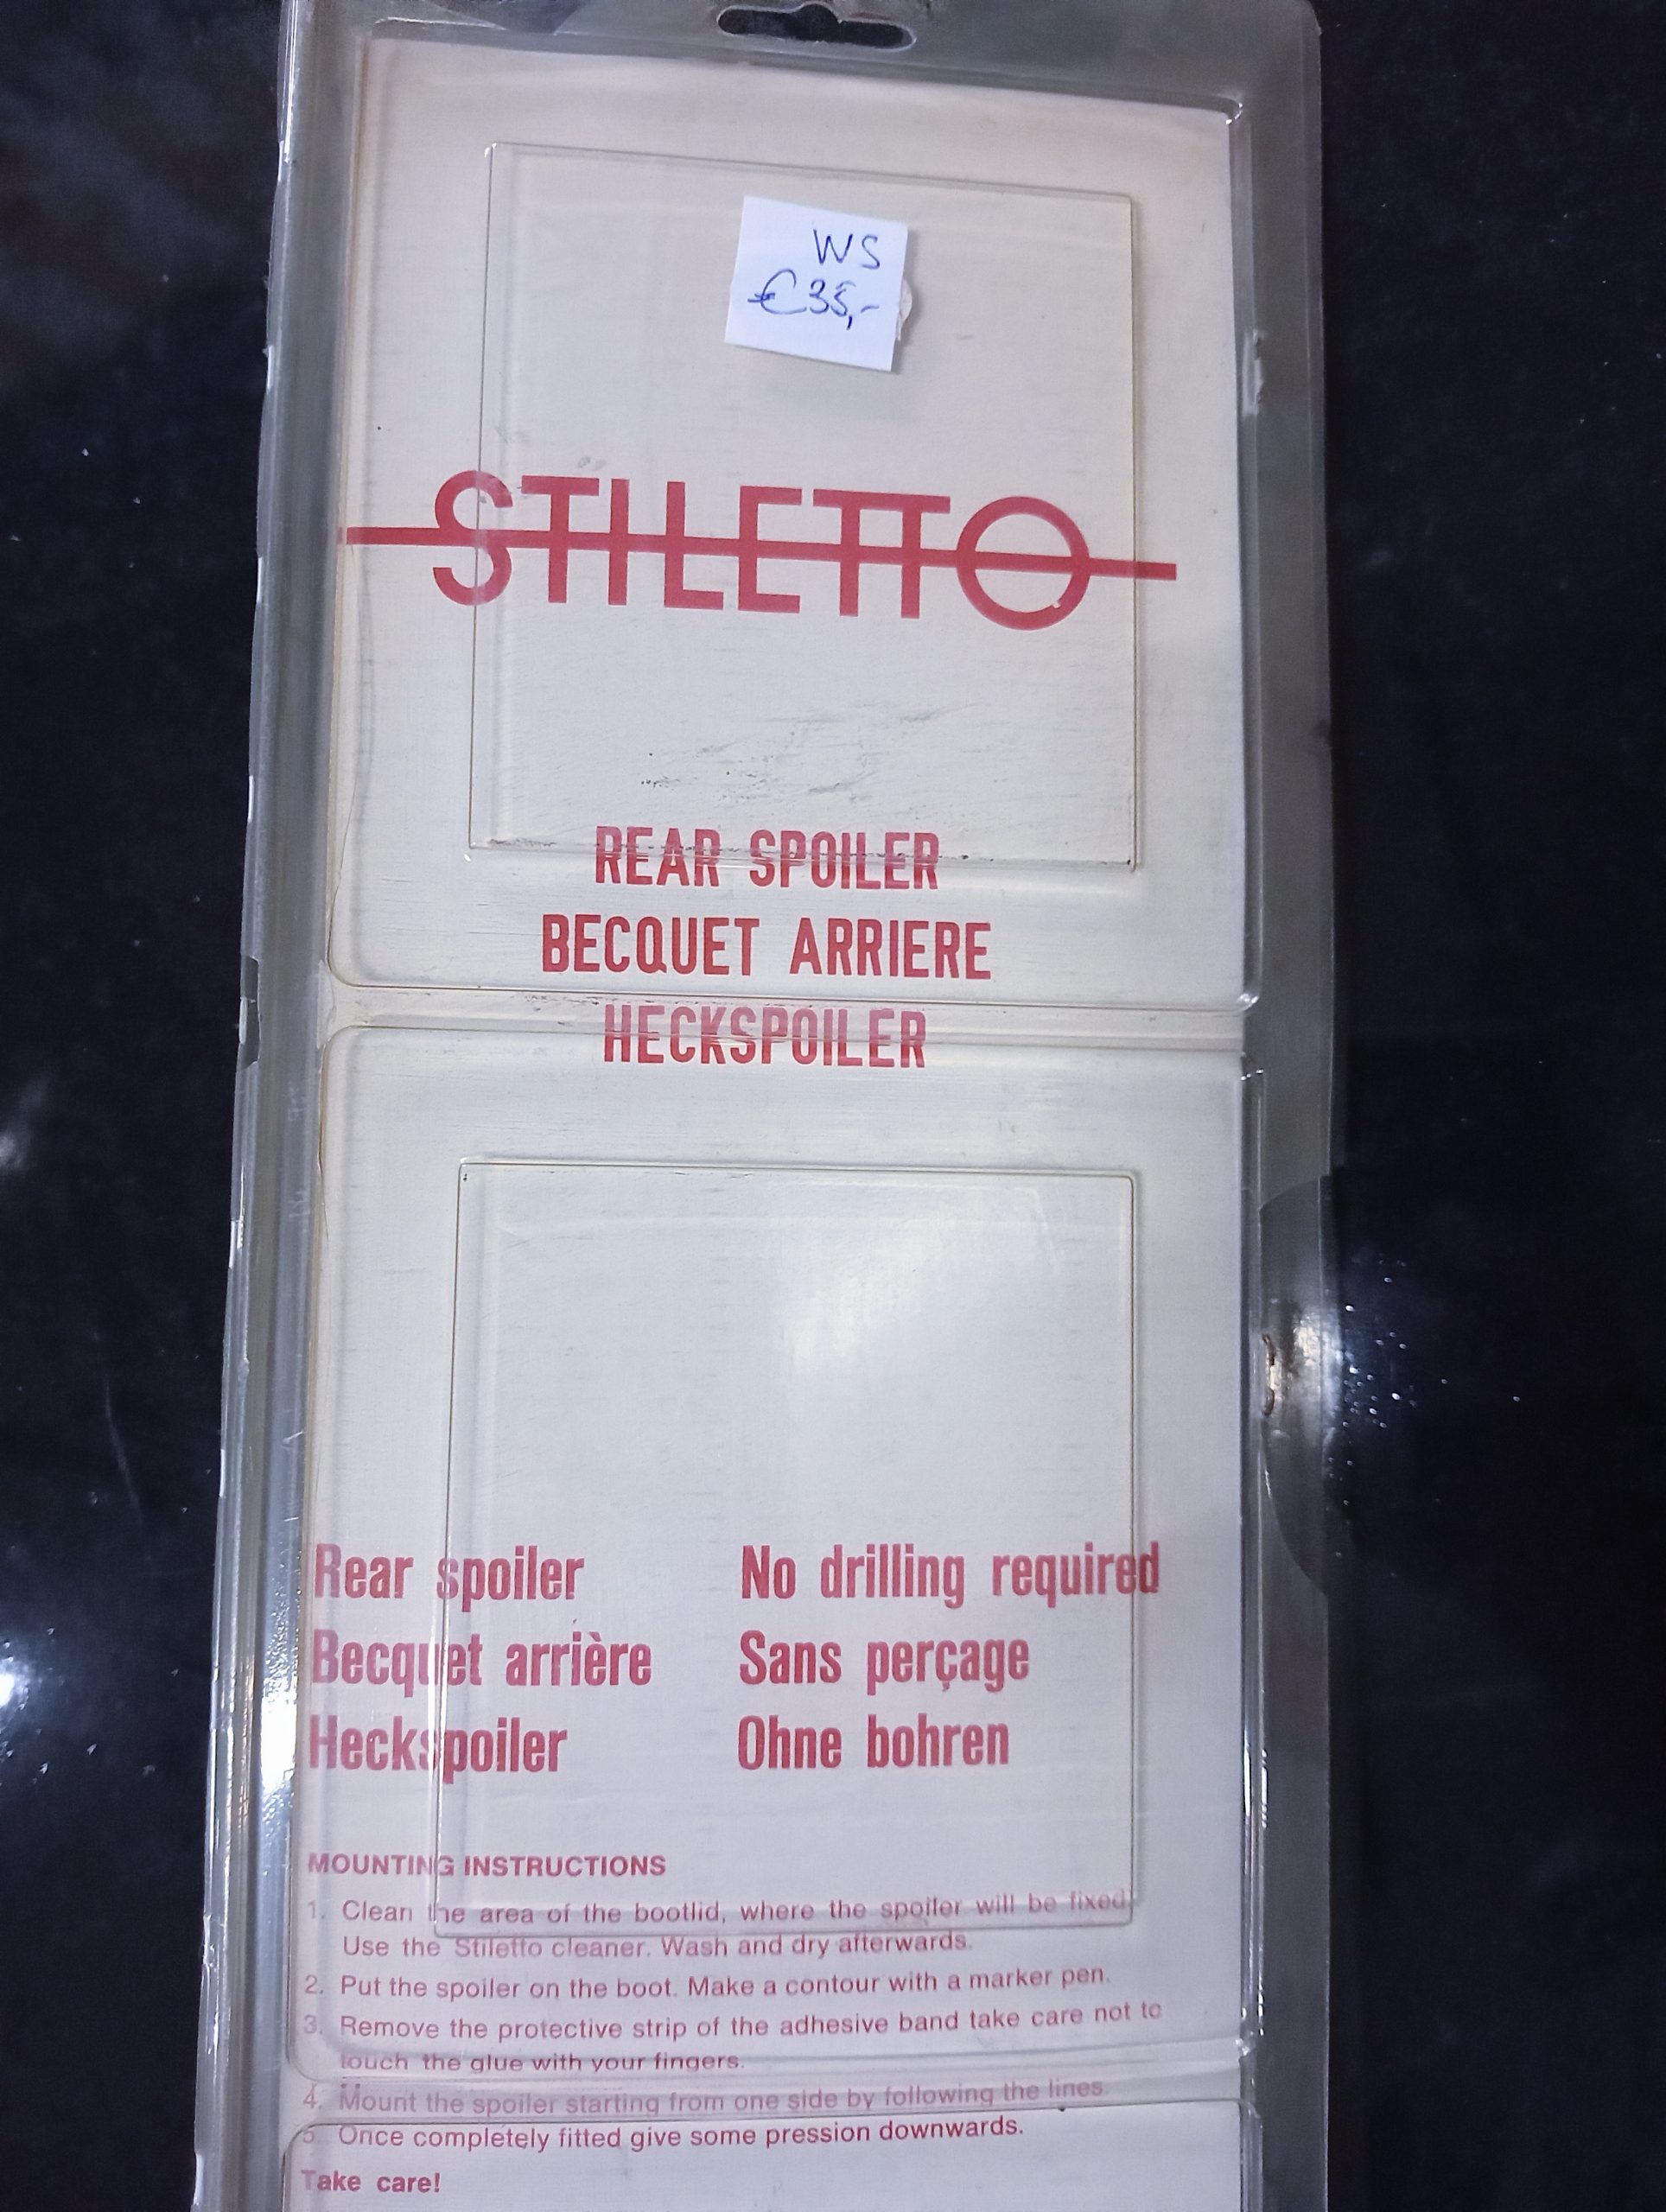 WS
€35,-
STILETTO
REAR SPOILER
BECQUET ARRIERE
HECKSPOILER
Rear spoiler No drilling required
Becquet arrière Sans perçage
Heckspoiler Ohne bohren
MOUNTING INSTRUCTIONS
1. Clean the area of the bootlid, where the spoiler will be fixed.
Use the Stiletto cleaner. Wash and dry afterwards.
2. Put the spoiler on the boot. Make a contour with a marker pen.
3. Remove the protective strip of the adhesive band take care not to
touch the glue with your fingers.
4. Mount the spoiler starting from one side by following the lines.
5. Once completely fitted give some pression downwards.
Take care!